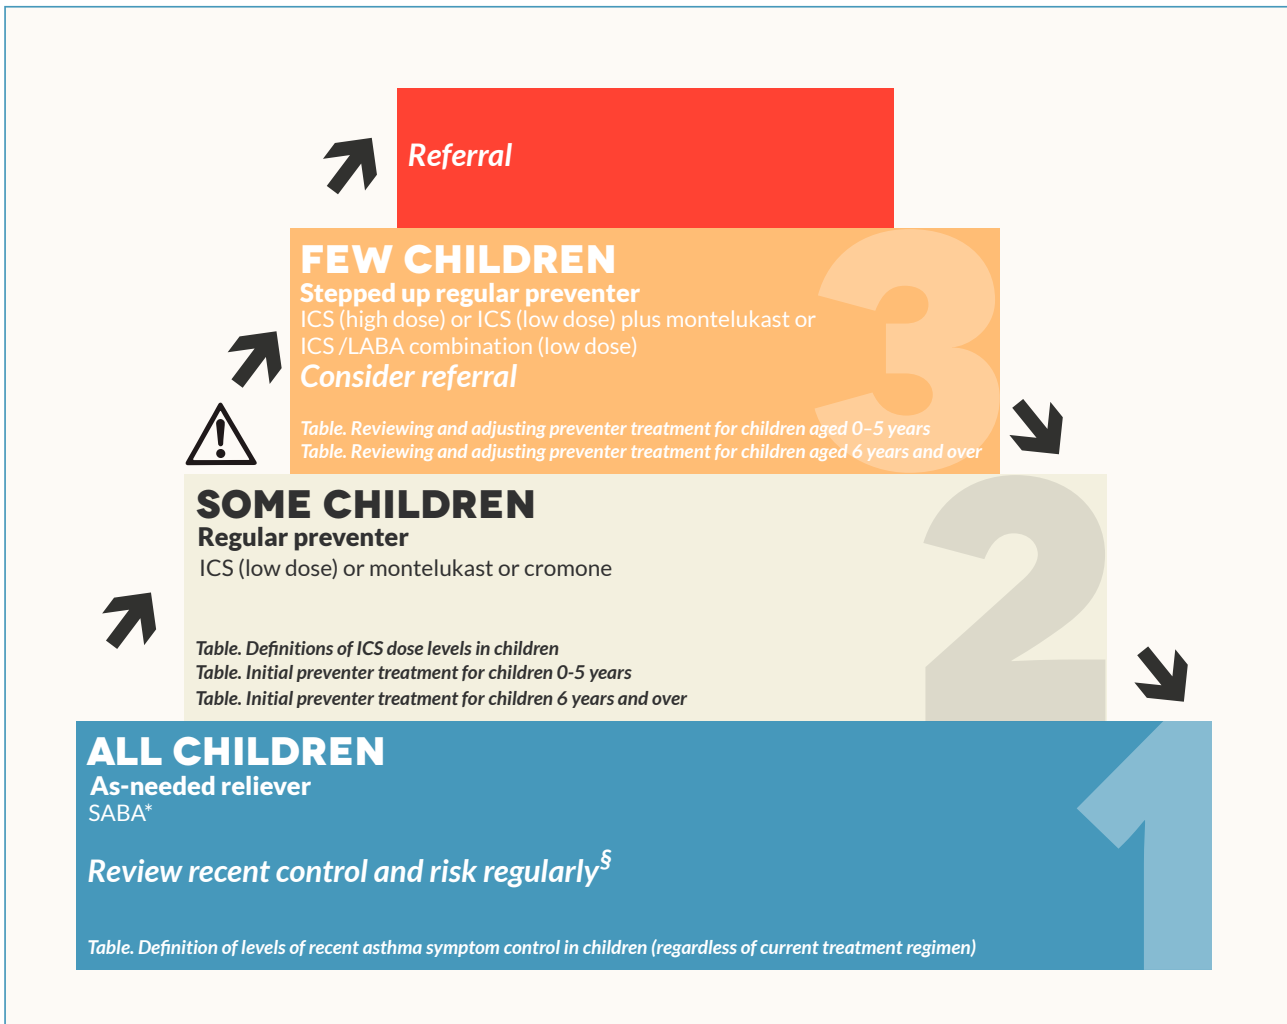 Referral
3
FEW CHILDREN
Stepped up regular preventer
ICS (high dose) or ICS (low dose) plus montelukast or
ICS /LABA combination (low dose)
Consider referral
Table. Reviewing and adjusting preventer treatment for children aged 0–5 years
Table. Reviewing and adjusting preventer treatment for children aged 6 years and over
2
SOME CHILDREN
Regular preventer
ICS (low dose) or montelukast or cromone
Table. Definitions of ICS dose levels in children
Table. Initial preventer treatment for children 0-5 years
Table. Initial preventer treatment for children 6 years and over
1
ALL CHILDREN
As-needed reliever
SABA*
Review recent control and risk regularly§
Table. Definition of levels of recent asthma symptom control in children (regardless of current treatment regimen)